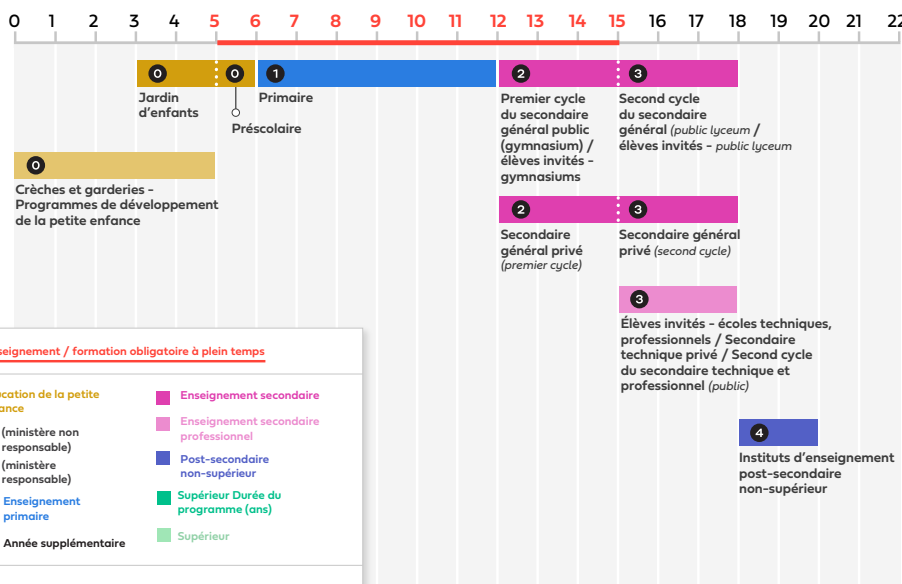 0 1 2 3 4 5 6 7 8 9 10 11 12 13 14 15 16 17 18 19 20 21 22
0 0 1 2 3
Jardin
d'enfants
Préscolaire
Primaire
Premier cycle
du secondaire
général public
(gymnasium) /
élèves invités -
gymnasiums
Second cycle
du secondaire
général (public lyceum /
élèves invités - public lyceum
0
Crèches et garderies -
Programmes de développement
de la petite enfance
2 3
Secondaire
général privé
(premier cycle)
Secondaire général
privé (second cycle)
3
Élèves invités - écoles techniques,
professionnels / Secondaire
technique privé / Second cycle
du secondaire technique et
professionnel (public)
4
Instituts d'enseignement
post-secondaire
non-supérieur
seignement / formation obligatoire à plein temps
cation de la petite
ance
(ministère non
responsable)
(ministère
responsable)
Enseignement
primaire
Année supplémentaire
Enseignement secondaire
Enseignement secondaire
professionnel
Post-secondaire
non-supérieur
Supérieur Durée du
programme (ans)
Supérieur